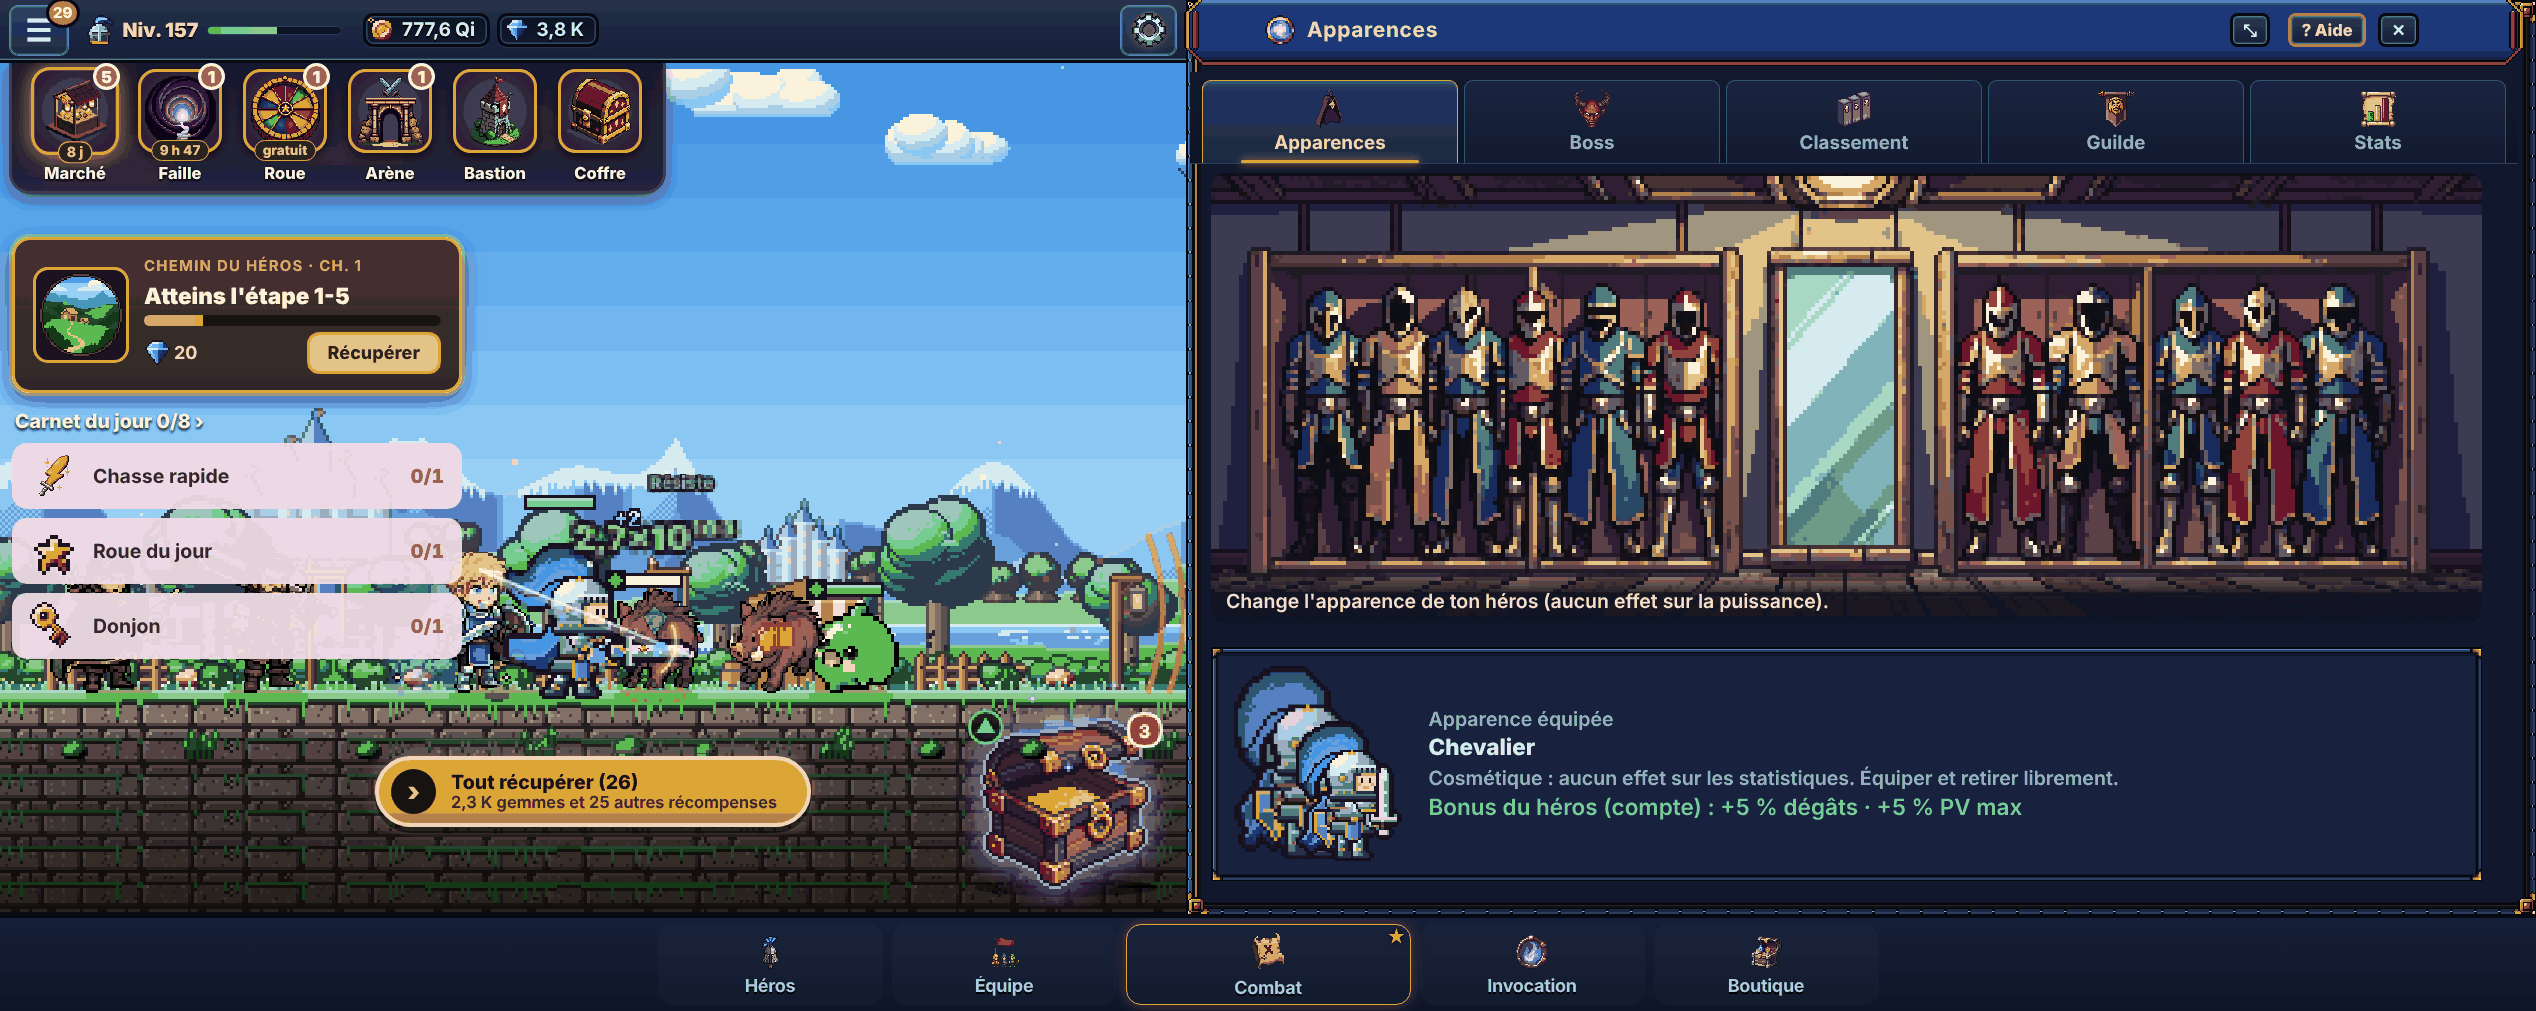 29
Niv. 157
777,6 Qi
3,8 K
5
8 j
Marché
1
9 h 47
Faille
1
gratuit
Roue
1
Arène
Bastion
Coffre
CHEMIN DU HÉROS · CH. 1
Atteins l'étape 1-5
20
Récupérer
Carnet du jour 0/8 ›
Chasse rapide 0/1
Roue du jour 0/1
Donjon 0/1
Résiste
3
Tout récupérer (26)
2,3 K gemmes et 25 autres récompenses
Apparences
? Aide
Apparences
Boss
Classement
Guilde
Stats
Change l'apparence de ton héros (aucun effet sur la puissance).
Apparence équipée
Chevalier
Cosmétique : aucun effet sur les statistiques. Équiper et retirer librement.
Bonus du héros (compte) : +5 % dégâts · +5 % PV max
Héros
Équipe
Combat
Invocation
Boutique